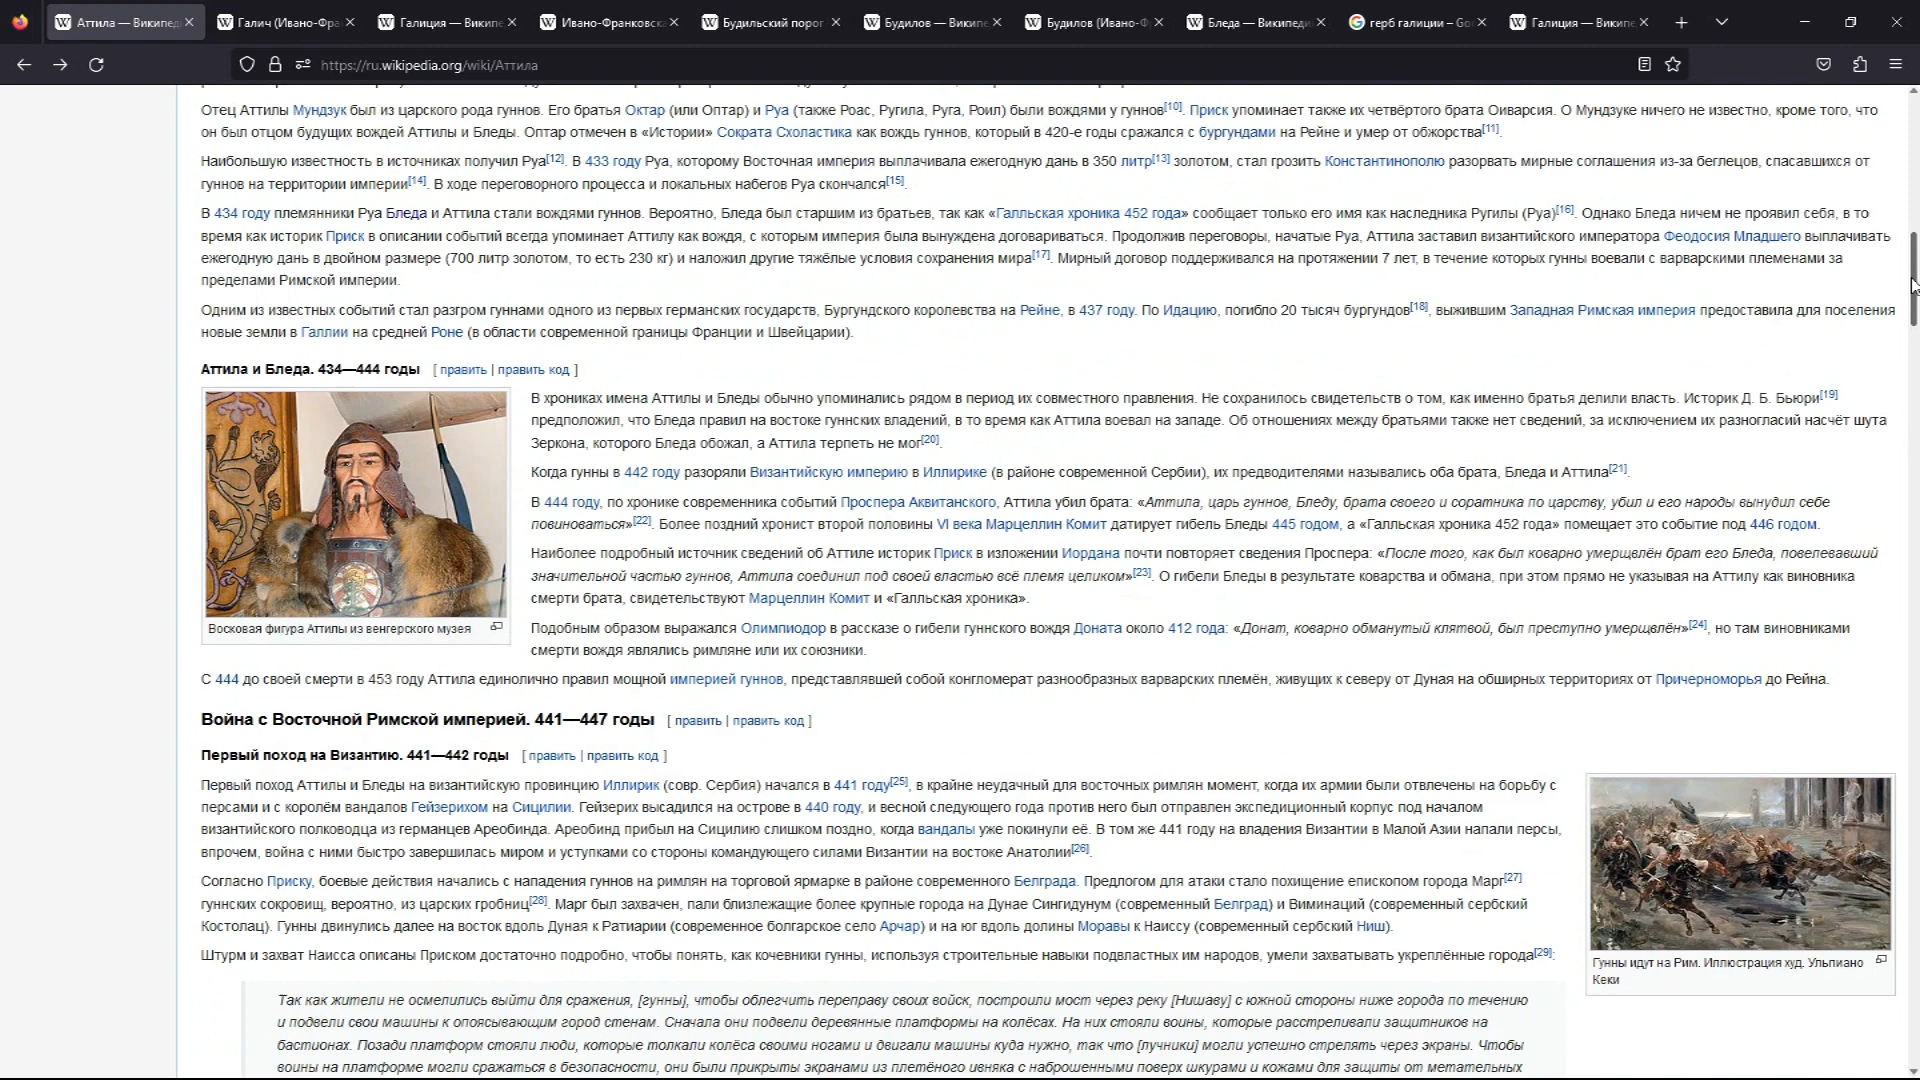 Аттила — Википед
Галич (Ивано-Фра
Галиция — Википе
Ивано-Франковска
Будильский порог
Будилов — Википе
Будилов (Ивано-Ф
Бледа — Википеди
герб галиции – Go
Галиция — Википе
https://ru.wikipedia.org/wiki/Аттила
Отец Аттилы Мундзук был из царского рода гуннов. Его братья Октар (или Оптар) и Руа (также Роас, Ругила, Руга, Роил) были вождями у гуннов[10]. Приск упоминает также их четвёртого брата Оиварсия. О Мундзуке ничего не известно, кроме того, что
он был отцом будущих вождей Аттилы и Бледы. Оптар отмечен в «Истории» Сократа Схоластика как вождь гуннов, который в 420-е годы сражался с бургундами на Рейне и умер от обжорства[11].
Наибольшую известность в источниках получил Руа[12]. В 433 году Руа, которому Восточная империя выплачивала ежегодную дань в 350 литр[13] золотом, стал грозить Константинополю разорвать мирные соглашения из-за беглецов, спасавшихся от
гуннов на территории империи[14]. В ходе переговорного процесса и локальных набегов Руа скончался[15].
В 434 году племянники Руа Бледа и Аттила стали вождями гуннов. Вероятно, Бледа был старшим из братьев, так как «Галльская хроника 452 года» сообщает только его имя как наследника Ругилы (Руа)[16]. Однако Бледа ничем не проявил себя, в то
время как историк Приск в описании событий всегда упоминает Аттилу как вождя, с которым империя была вынуждена договариваться. Продолжив переговоры, начатые Руа, Аттила заставил византийского императора Феодосия Младшего выплачивать
ежегодную дань в двойном размере (700 литр золотом, то есть 230 кг) и наложил другие тяжёлые условия сохранения мира[17]. Мирный договор поддерживался на протяжении 7 лет, в течение которых гунны воевали с варварскими племенами за
пределами Римской империи.
Одним из известных событий стал разгром гуннами одного из первых германских государств, Бургундского королевства на Рейне, в 437 году. По Идацию, погибло 20 тысяч бургундов[18], выжившим Западная Римская империя предоставила для поселения
новые земли в Галлии на средней Роне (в области современной границы Франции и Швейцарии).
Аттила и Бледа. 434—444 годы [ править | править код ]
В хрониках имена Аттилы и Бледы обычно упоминались рядом в период их совместного правления. Не сохранилось свидетельств о том, как именно братья делили власть. Историк Д. Б. Бьюри[19]
предположил, что Бледа правил на востоке гуннских владений, в то время как Аттила воевал на западе. Об отношениях между братьями также нет сведений, за исключением их разногласий насчёт шута
Зеркона, которого Бледа обожал, а Аттила терпеть не мог[20].
Когда гунны в 442 году разоряли Византийскую империю в Иллирике (в районе современной Сербии), их предводителями назывались оба брата, Бледа и Аттила[21].
В 444 году, по хронике современника событий Проспера Аквитанского, Аттила убил брата: «Аттила, царь гуннов, Бледу, брата своего и соратника по царству, убил и его народы вынудил себе
повиноваться»[22]. Более поздний хронист второй половины VI века Марцеллин Комит датирует гибель Бледы 445 годом, а «Галльская хроника 452 года» помещает это событие под 446 годом.
Наиболее подробный источник сведений об Аттиле историк Приск в изложении Иордана почти повторяет сведения Проспера: «После того, как был коварно умерщвлён брат его Бледа, повелевавший
значительной частью гуннов, Аттила соединил под своей властью всё племя целиком»[23]. О гибели Бледы в результате коварства и обмана, при этом прямо не указывая на Аттилу как виновника
смерти брата, свидетельствуют Марцеллин Комит и «Галльская хроника».
Восковая фигура Аттилы из венгерского музея
Подобным образом выражался Олимпиодор в рассказе о гибели гуннского вождя Доната около 412 года: «Донат, коварно обманутый клятвой, был преступно умерщвлён»[24], но там виновниками
смерти вождя являлись римляне или их союзники.
С 444 до своей смерти в 453 году Аттила единолично правил мощной империей гуннов, представлявшей собой конгломерат разнообразных варварских племён, живущих к северу от Дуная на обширных территориях от Причерноморья до Рейна.
Война с Восточной Римской империей. 441—447 годы [ править | править код ]
Первый поход на Византию. 441—442 годы [ править | править код ]
Первый поход Аттилы и Бледы на византийскую провинцию Иллирик (совр. Сербия) начался в 441 году[25], в крайне неудачный для восточных римлян момент, когда их армии были отвлечены на борьбу с
персами и с королём вандалов Гейзерихом на Сицилии. Гейзерих высадился на острове в 440 году, и весной следующего года против него был отправлен экспедиционный корпус под началом
византийского полководца из германцев Ареобинда. Ареобинд прибыл на Сицилию слишком поздно, когда вандалы уже покинули её. В том же 441 году на владения Византии в Малой Азии напали персы,
впрочем, война с ними быстро завершилась миром и уступками со стороны командующего силами Византии на востоке Анатолии[26].
Согласно Приску, боевые действия начались с нападения гуннов на римлян на торговой ярмарке в районе современного Белграда. Предлогом для атаки стало похищение епископом города Марг[27]
гуннских сокровищ, вероятно, из царских гробниц[28]. Марг был захвачен, пали близлежащие более крупные города на Дунае Сингидунум (современный Белград) и Виминаций (современный сербский
Костолац). Гунны двинулись далее на восток вдоль Дуная к Ратиарии (современное болгарское село Арчар) и на юг вдоль долины Моравы к Наиссу (современный сербский Ниш).
Штурм и захват Наисса описаны Приском достаточно подробно, чтобы понять, как кочевники гунны, используя строительные навыки подвластных им народов, умели захватывать укреплённые города[29]:
Гунны идут на Рим. Иллюстрация худ. Ульпиано
Кеки
Так как жители не осмелились выйти для сражения, [гунны], чтобы облегчить переправу своих войск, построили мост через реку [Нишаву] с южной стороны ниже города по течению
и подвели свои машины к опоясывающим город стенам. Сначала они подвели деревянные платформы на колёсах. На них стояли воины, которые расстреливали защитников на
бастионах. Позади платформ стояли люди, которые толкали колёса своими ногами и двигали машины куда нужно, так что [лучники] могли успешно стрелять через экраны. Чтобы
воины на платформе могли сражаться в безопасности, они были прикрыты экранами из плетёного ивняка с наброшенными поверх шкурами и кожами для защиты от метательных